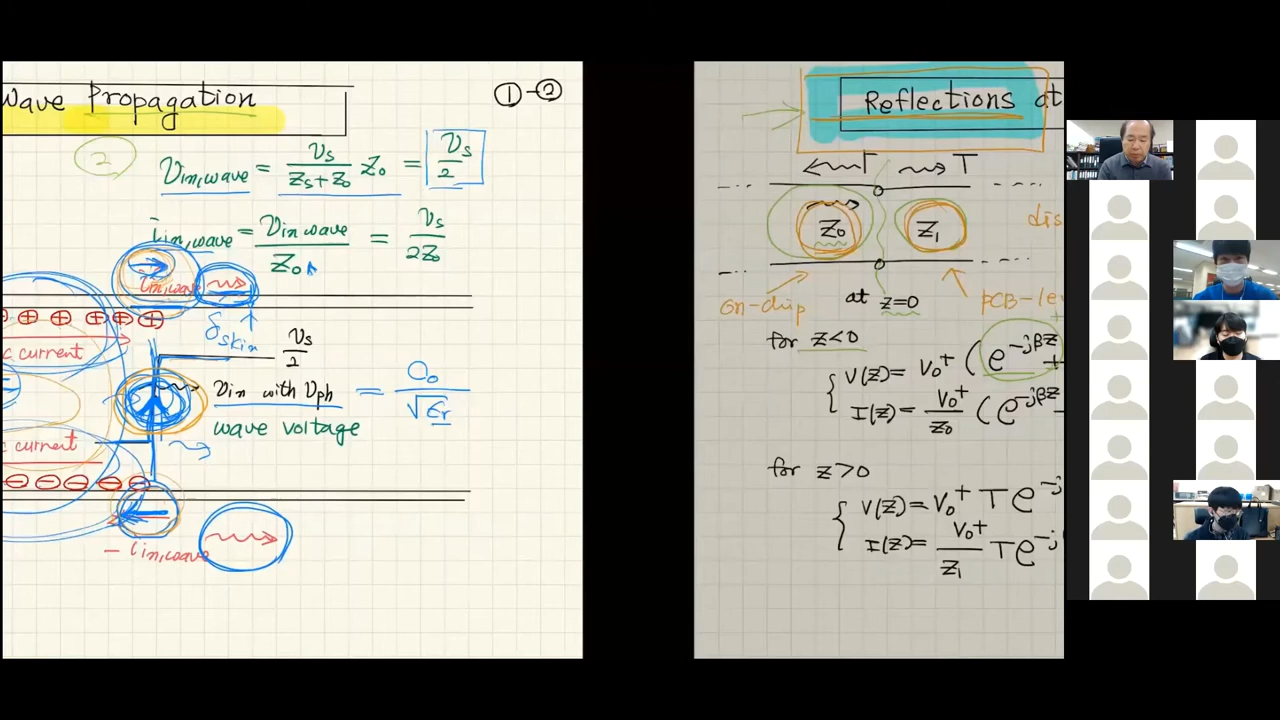 Wave Propagation
①-②
2
Vin,wave = Vs / Zs+Z0 Z0 = Vs / 2
iin,wave = Vin wave / Z0 = Vs / 2Z0
iin,wave
δskin
⊕ ⊕ ⊕ ⊕ ⊕ ⊕
c current
Vs / 2
Vin with Vph = C0 / √εr
wave voltage
c current
⊖ ⊖ ⊖ ⊖ ⊖ ⊖
- iin,wave
Reflections at
Γ T
Z0 Z1
dis
on-chip at z=0 PCB-le
for z<0
V(z)= V0+ (e-jβz +
I(z)= V0+ / Z0 (e-jβz -
for z>0
V(z)= V0+ T e-j
I(z)= V0+ / Z1 T e-j